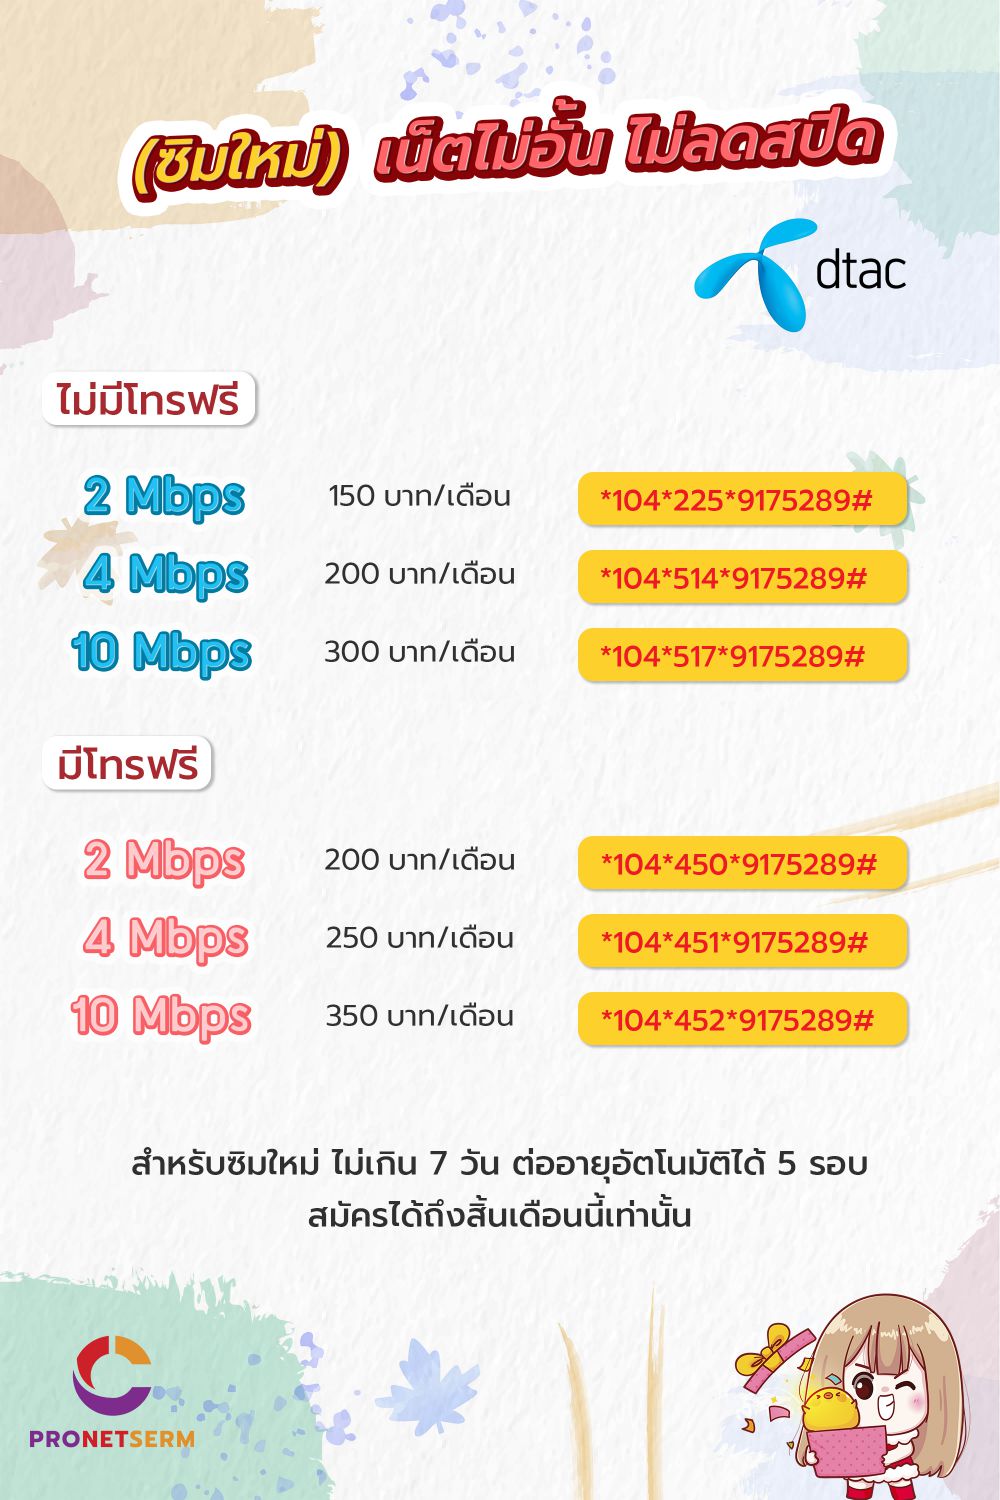 (ซิมใหม่) เน็ตไม่อั้น ไม่ลดสปีด
dtac
ไม่มีโทรฟรี
2 Mbps 150 บาท/เดือน *104*225*9175289#
4 Mbps 200 บาท/เดือน *104*514*9175289#
10 Mbps 300 บาท/เดือน *104*517*9175289#
มีโทรฟรี
2 Mbps 200 บาท/เดือน *104*450*9175289#
4 Mbps 250 บาท/เดือน *104*451*9175289#
10 Mbps 350 บาท/เดือน *104*452*9175289#
สำหรับซิมใหม่ ไม่เกิน 7 วัน ต่ออายุอัตโนมัติได้ 5 รอบ
สมัครได้ถึงสิ้นเดือนนี้เท่านั้น
PRONETSERM